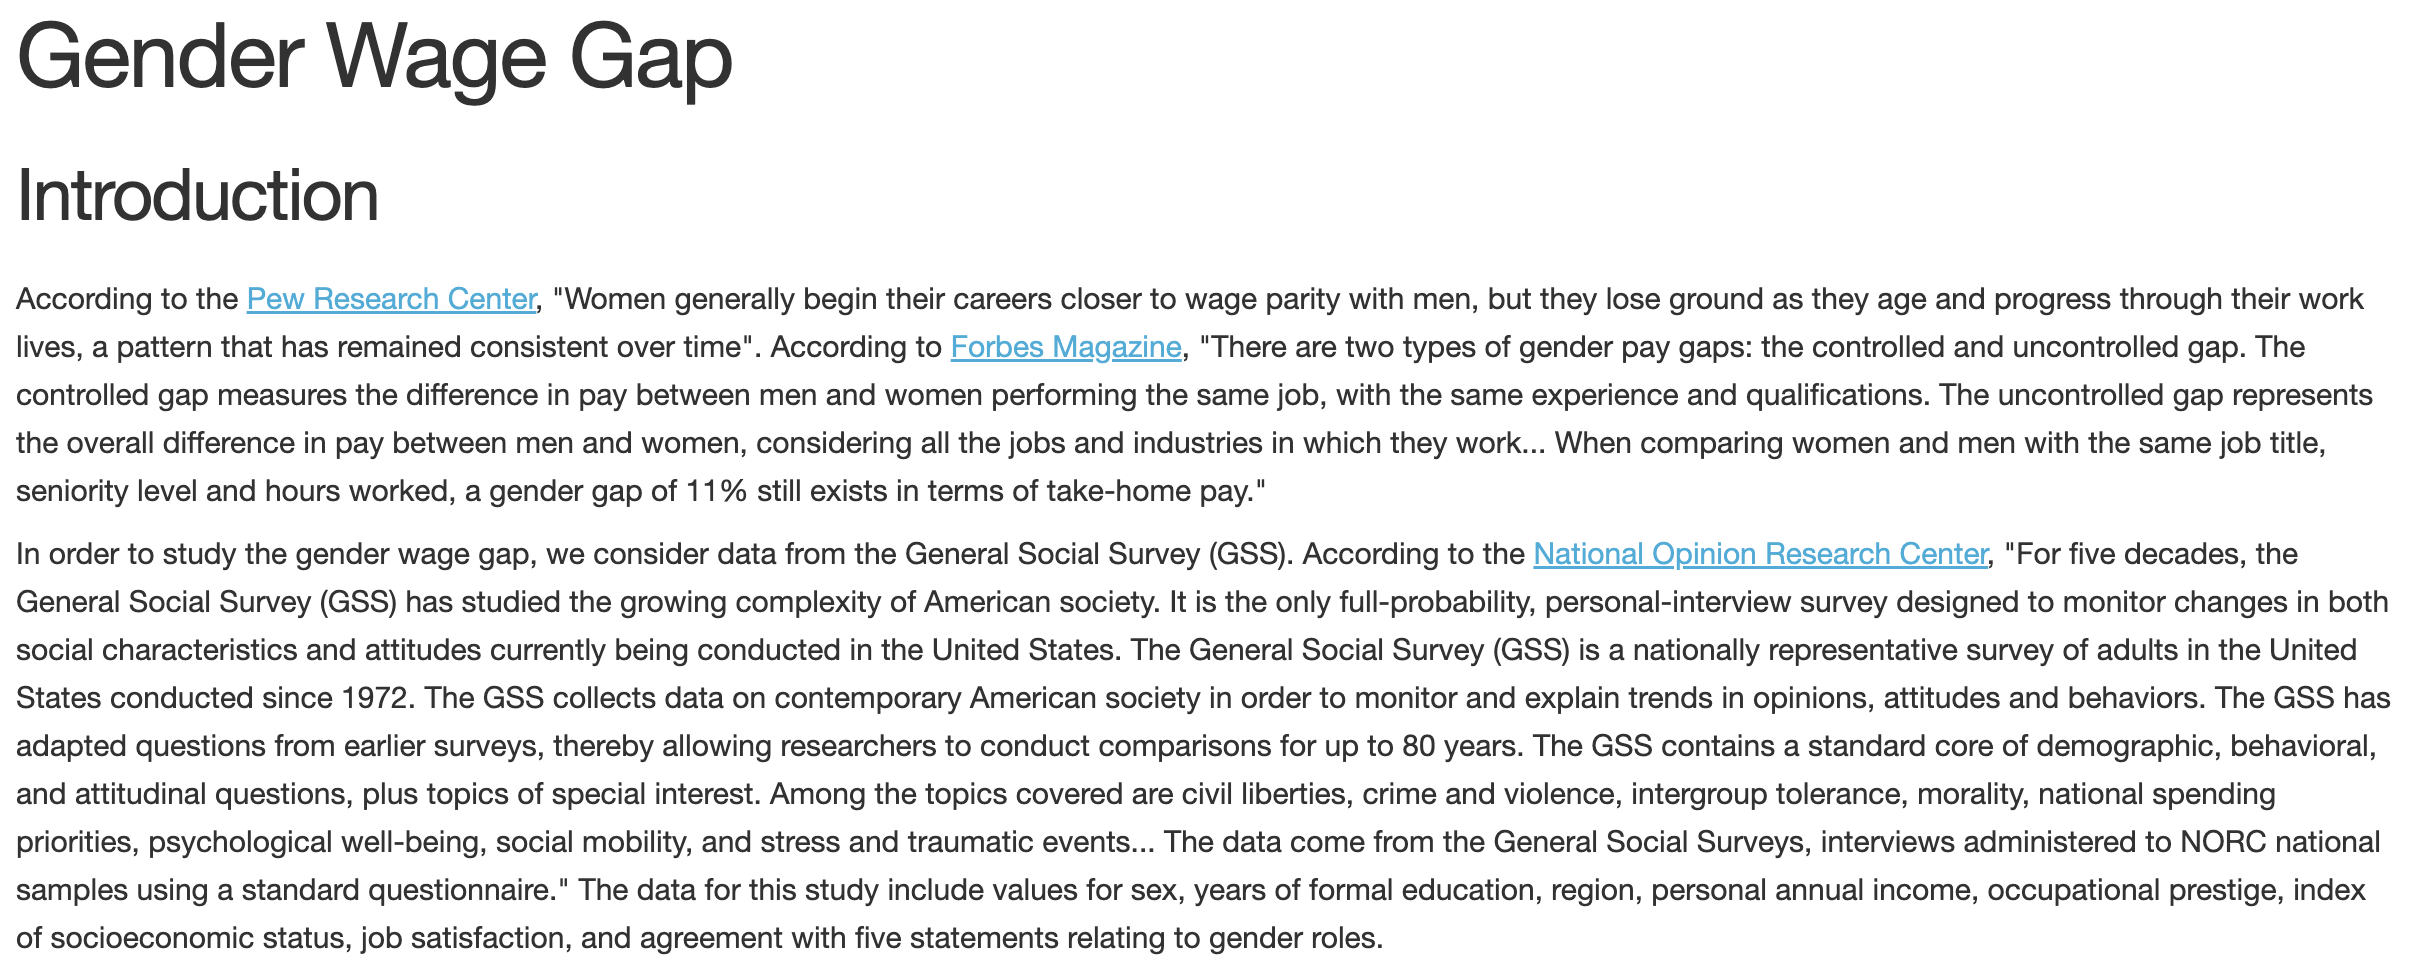 Gender Wage Gap
Introduction
According to the Pew Research Center, "Women generally begin their careers closer to wage parity with men, but they lose ground as they age and progress through their work
lives, a pattern that has remained consistent over time". According to Forbes Magazine, "There are two types of gender pay gaps: the controlled and uncontrolled gap. The
controlled gap measures the difference in pay between men and women performing the same job, with the same experience and qualifications. The uncontrolled gap represents
the overall difference in pay between men and women, considering all the jobs and industries in which they work... When comparing women and men with the same job title,
seniority level and hours worked, a gender gap of 11% still exists in terms of take-home pay."
In order to study the gender wage gap, we consider data from the General Social Survey (GSS). According to the National Opinion Research Center, "For five decades, the
General Social Survey (GSS) has studied the growing complexity of American society. It is the only full-probability, personal-interview survey designed to monitor changes in both
social characteristics and attitudes currently being conducted in the United States. The General Social Survey (GSS) is a nationally representative survey of adults in the United
States conducted since 1972. The GSS collects data on contemporary American society in order to monitor and explain trends in opinions, attitudes and behaviors. The GSS has
adapted questions from earlier surveys, thereby allowing researchers to conduct comparisons for up to 80 years. The GSS contains a standard core of demographic, behavioral,
and attitudinal questions, plus topics of special interest. Among the topics covered are civil liberties, crime and violence, intergroup tolerance, morality, national spending
priorities, psychological well-being, social mobility, and stress and traumatic events... The data come from the General Social Surveys, interviews administered to NORC national
samples using a standard questionnaire." The data for this study include values for sex, years of formal education, region, personal annual income, occupational prestige, index
of socioeconomic status, job satisfaction, and agreement with five statements relating to gender roles.